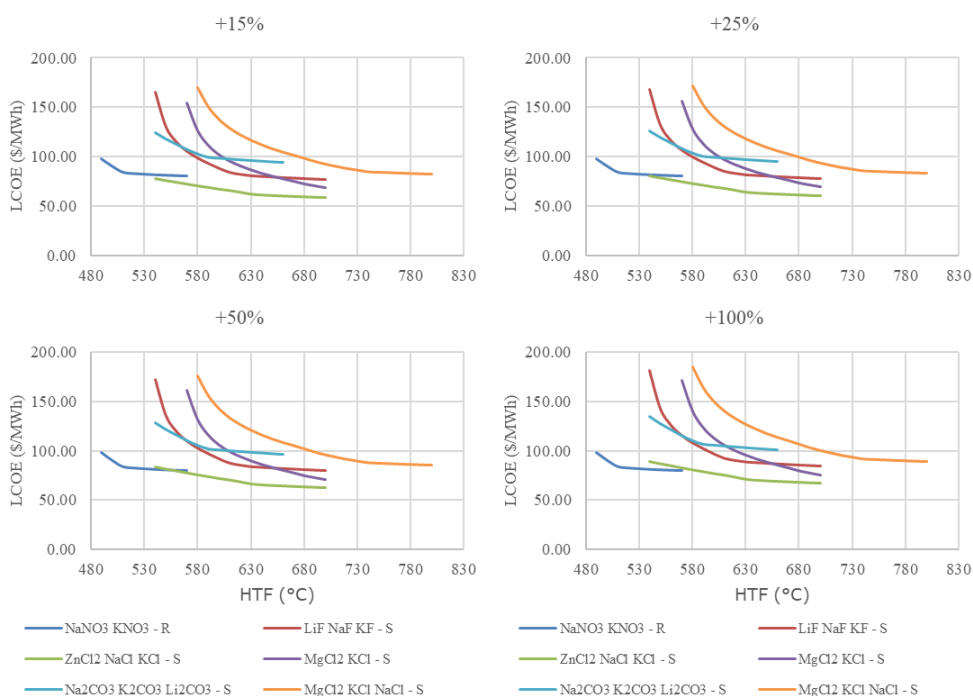 +15%
LCOE ($/MWh)
200.00
150.00
100.00
50.00
0.00
480 530 580 630 680 730 780 830
+25%
LCOE ($/MWh)
200.00
150.00
100.00
50.00
0.00
480 530 580 630 680 730 780 830
+50%
LCOE ($/MWh)
200.00
150.00
100.00
50.00
0.00
480 530 580 630 680 730 780 830
HTF (°C)
+100%
LCOE ($/MWh)
200.00
150.00
100.00
50.00
0.00
480 530 580 630 680 730 780 830
HTF (°C)
NaNO3 KNO3 - R
LiF NaF KF - S
ZnCl2 NaCl KCl - S
MgCl2 KCl - S
Na2CO3 K2CO3 Li2CO3 - S
MgCl2 KCl NaCl - S
NaNO3 KNO3 - R
LiF NaF KF - S
ZnCl2 NaCl KCl - S
MgCl2 KCl - S
Na2CO3 K2CO3 Li2CO3 - S
MgCl2 KCl NaCl - S